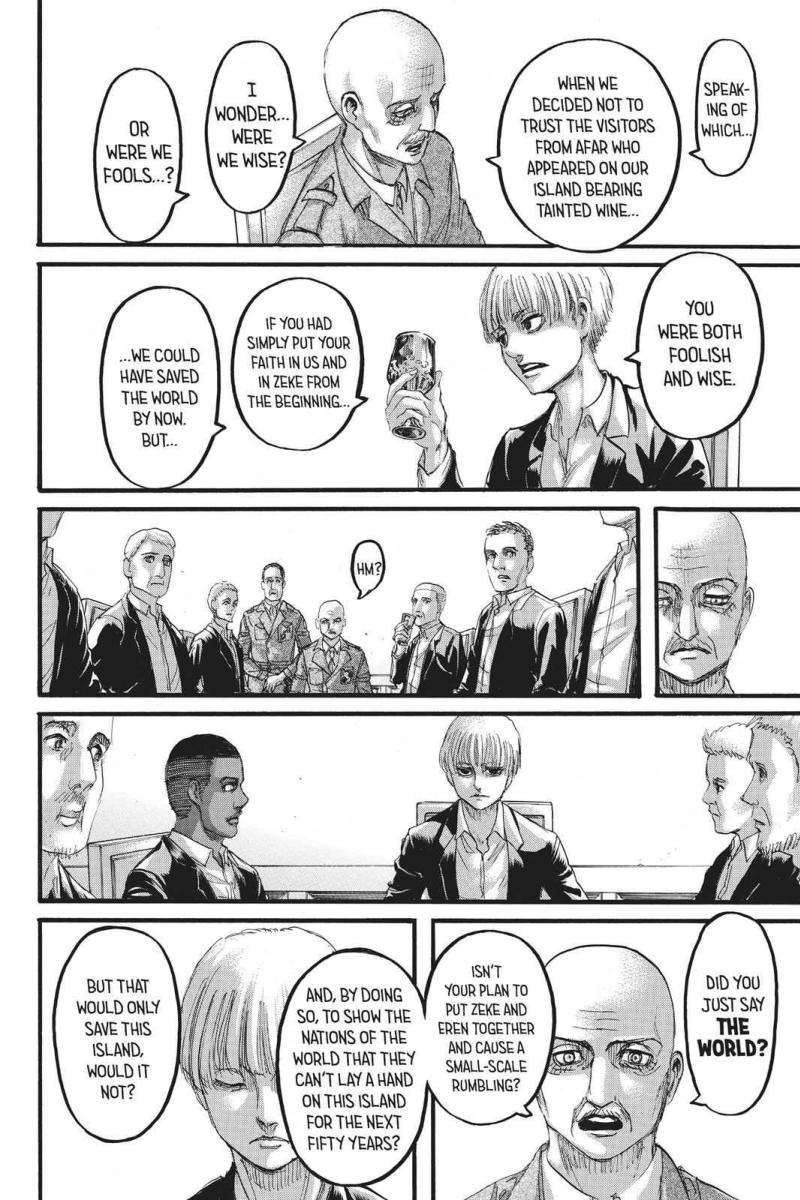 SPEAK-
ING OF
WHICH...
WHEN WE
DECIDED NOT TO
TRUST THE VISITORS
FROM AFAR WHO
APPEARED ON OUR
ISLAND BEARING
TAINTED WINE...
I
WONDER...
WERE
WE WISE?
OR
WERE WE
FOOLS...?
YOU
WERE BOTH
FOOLISH
AND WISE.
IF YOU HAD
SIMPLY PUT YOUR
FAITH IN US AND
IN ZEKE FROM
THE BEGINNING...
...WE COULD
HAVE SAVED
THE WORLD
BY NOW.
BUT...
HM?
DID YOU
JUST SAY
THE
WORLD?
ISN'T
YOUR PLAN TO
PUT ZEKE AND
EREN TOGETHER
AND CAUSE A
SMALL-SCALE
RUMBLING?
AND, BY DOING
SO, TO SHOW THE
NATIONS OF THE
WORLD THAT THEY
CAN'T LAY A HAND
ON THIS ISLAND
FOR THE NEXT
FIFTY YEARS?
BUT THAT
WOULD ONLY
SAVE THIS
ISLAND,
WOULD IT
NOT?